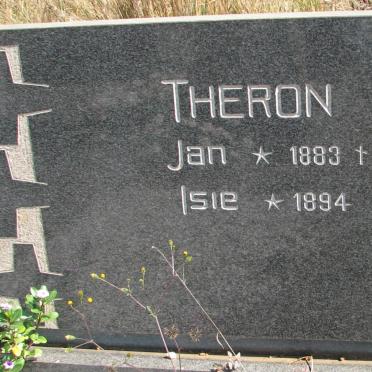 THERON
Jan * 1883 †
Isie * 1894